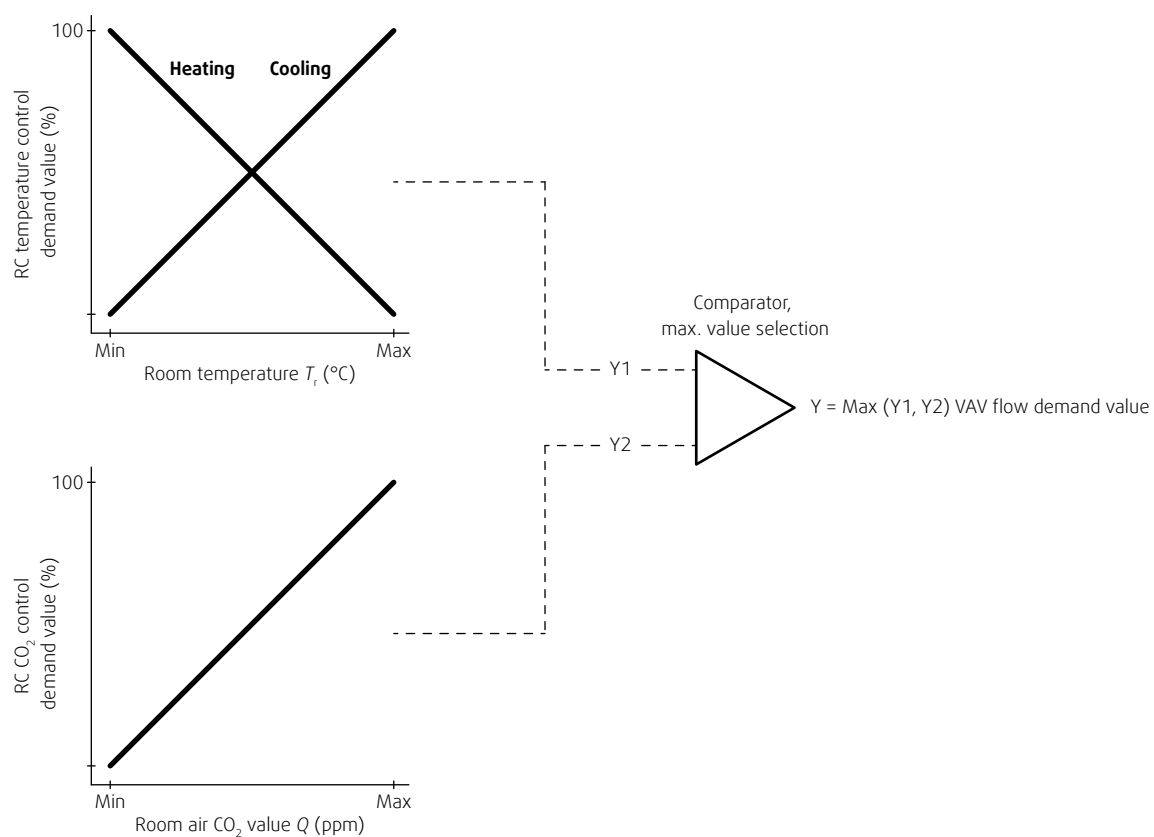 100
Heating
Cooling
RC temperature control
demand value (%)
Min
Max
Room temperature Tr (°C)
Comparator,
max. value selection
Y1
Y = Max (Y1, Y2) VAV flow demand value
Y2
100
RC CO2 control
demand value (%)
Min
Max
Room air CO2 value Q (ppm)